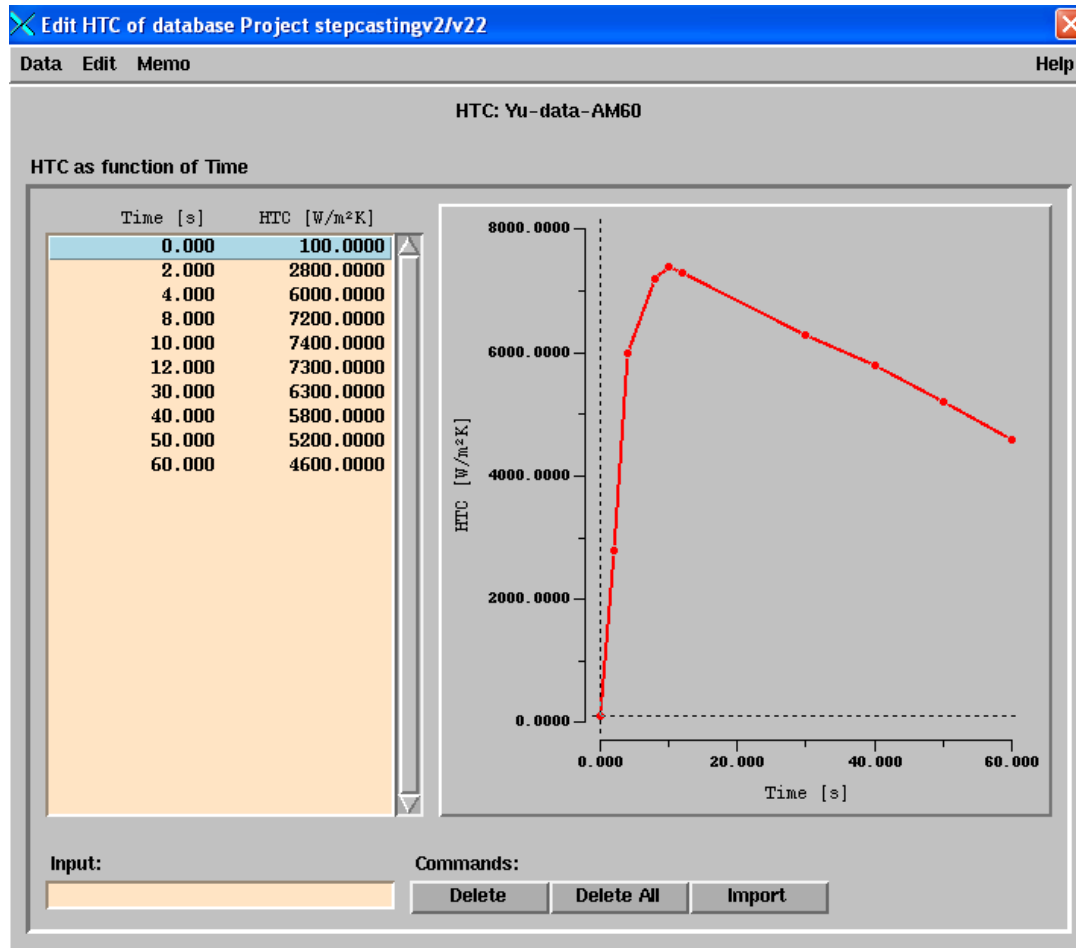 Edit HTC of database Project stepcastingv2/v22
Data Edit Memo Help
HTC: Yu-data-AM60
HTC as function of Time
Time [s] HTC [W/m²K]
0.000 100.0000
2.000 2800.0000
4.000 6000.0000
8.000 7200.0000
10.000 7400.0000
12.000 7300.0000
30.000 6300.0000
40.000 5800.0000
50.000 5200.0000
60.000 4600.0000
8000.0000
6000.0000
4000.0000
2000.0000
0.0000
HTC [W/m²K]
0.000 20.000 40.000 60.000
Time [s]
Input:
Commands:
Delete Delete All Import